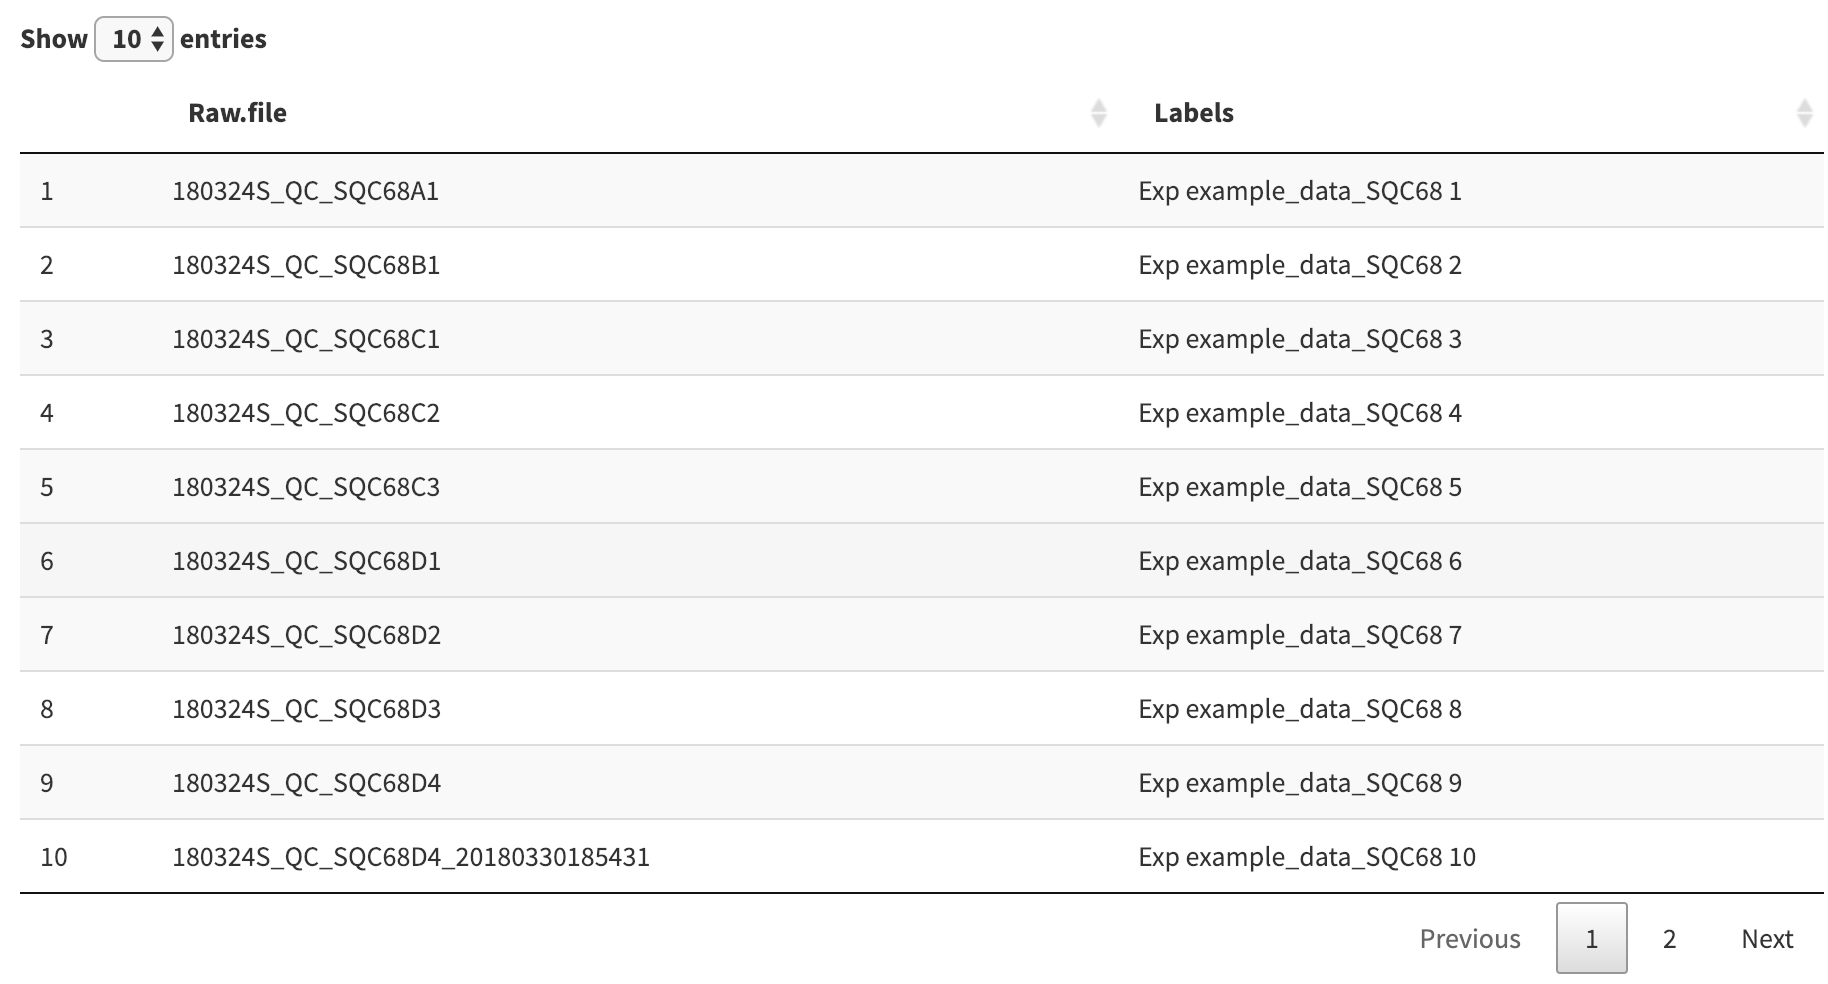 Show 10 entries
Raw.file Labels
1 180324S_QC_SQC68A1 Exp example_data_SQC68 1
2 180324S_QC_SQC68B1 Exp example_data_SQC68 2
3 180324S_QC_SQC68C1 Exp example_data_SQC68 3
4 180324S_QC_SQC68C2 Exp example_data_SQC68 4
5 180324S_QC_SQC68C3 Exp example_data_SQC68 5
6 180324S_QC_SQC68D1 Exp example_data_SQC68 6
7 180324S_QC_SQC68D2 Exp example_data_SQC68 7
8 180324S_QC_SQC68D3 Exp example_data_SQC68 8
9 180324S_QC_SQC68D4 Exp example_data_SQC68 9
10 180324S_QC_SQC68D4_20180330185431 Exp example_data_SQC68 10
Previous 1 2 Next